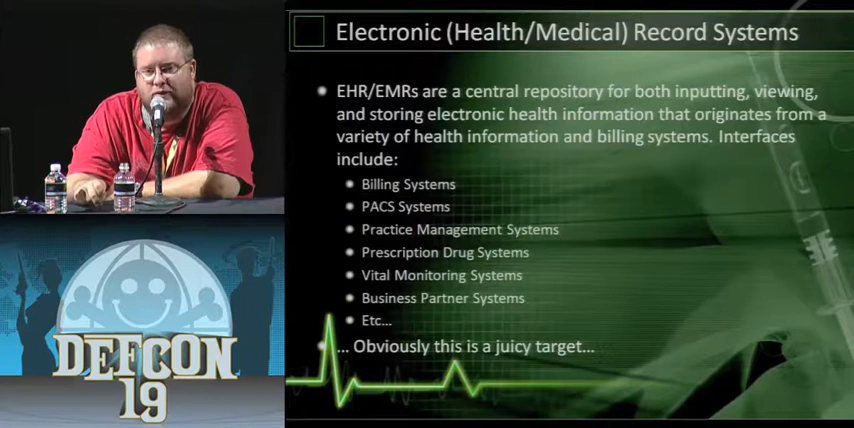 Electronic (Health/Medical) Record Systems
EHR/EMRs are a central repository for both inputting, viewing,
and storing electronic health information that originates from a
variety of health information and billing systems. Interfaces
include:
Billing Systems
PACS Systems
Practice Management Systems
Prescription Drug Systems
Vital Monitoring Systems
Business Partner Systems
Etc...
... Obviously this is a juicy target...
DEFCON
19